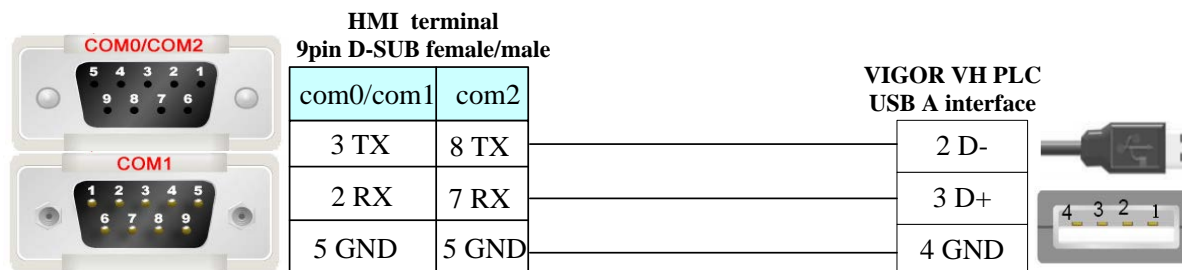 HMI terminal
9pin D-SUB female/male
COM0/COM2
5 4 3 2 1
9 8 7 6
COM1
1 2 3 4 5
6 7 8 9
com0/com1 com2
3 TX 8 TX
2 RX 7 RX
5 GND 5 GND
VIGOR VH PLC
USB A interface
2 D-
3 D+
4 GND
4 3 2 1